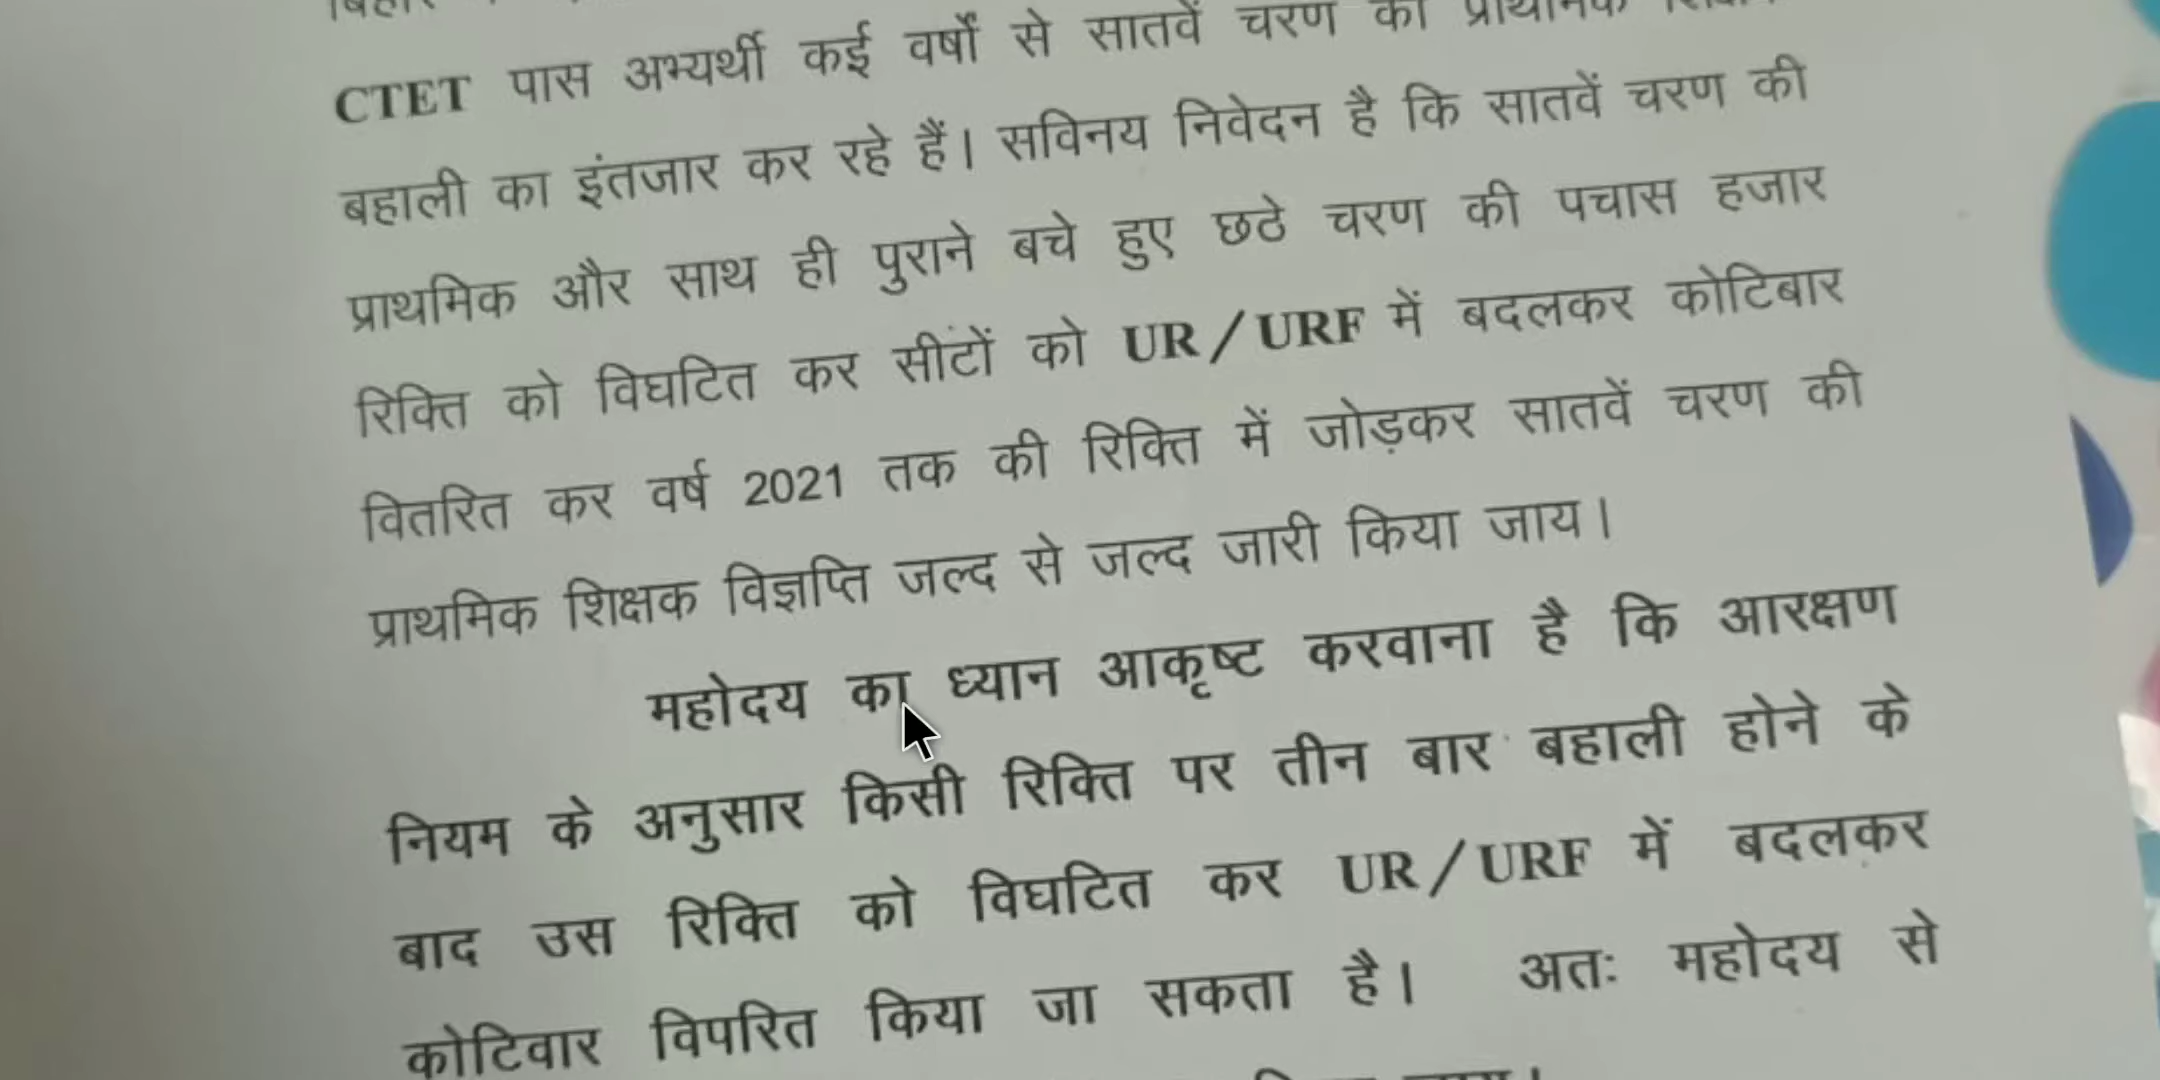 बिहार
CTET पास अभ्यर्थी कई वर्षों से सातवें चरण की प्राथमिक
बहाली का इंतजार कर रहे हैं। सविनय निवेदन है कि सातवें चरण की
प्राथमिक और साथ ही पुराने बचे हुए छठे चरण की पचास हजार
रिक्ति को विघटित कर सीटों को UR/URF में बदलकर कोटिबार
वितरित कर वर्ष 2021 तक की रिक्ति में जोड़कर सातवें चरण की
प्राथमिक शिक्षक विज्ञप्ति जल्द से जल्द जारी किया जाय।
महोदय का ध्यान आकृष्ट करवाना है कि आरक्षण
नियम के अनुसार किसी रिक्ति पर तीन बार बहाली होने के
बाद उस रिक्ति को विघटित कर UR/URF में बदलकर
कोटिवार विपरित किया जा सकता है। अतः महोदय से